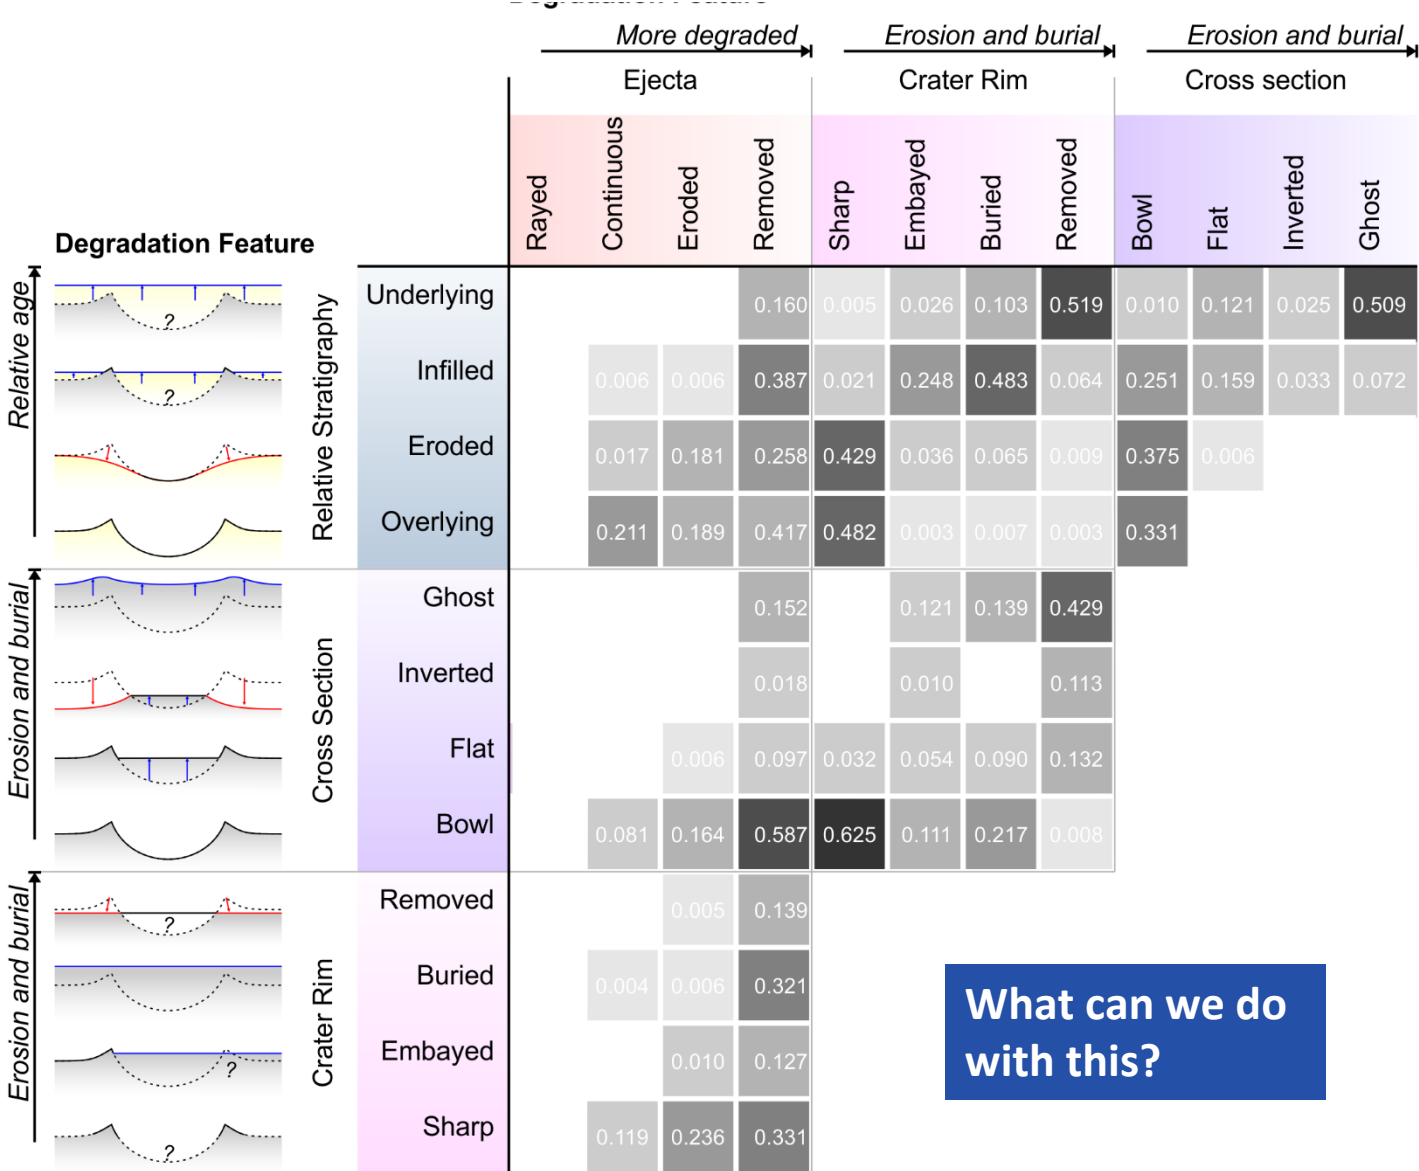 Degradation Feature
More degraded
Erosion and burial
Erosion and burial
Ejecta
Crater Rim
Cross section
Rayed
Continuous
Eroded
Removed
Sharp
Embayed
Buried
Removed
Bowl
Flat
Inverted
Ghost
Degradation Feature
Relative age
Relative Stratigraphy
?
?
Underlying 0.160 0.005 0.026 0.103 0.519 0.010 0.121 0.025 0.509
Infilled 0.006 0.006 0.387 0.021 0.248 0.483 0.064 0.251 0.159 0.033 0.072
Eroded 0.017 0.181 0.258 0.429 0.036 0.065 0.009 0.375 0.006
Overlying 0.211 0.189 0.417 0.482 0.003 0.007 0.003 0.331
Erosion and burial
Cross Section
Ghost 0.152 0.121 0.139 0.429
Inverted 0.018 0.010 0.113
Flat 0.006 0.097 0.032 0.054 0.090 0.132
Bowl 0.081 0.164 0.587 0.625 0.111 0.217 0.008
Erosion and burial
Crater Rim
?
?
?
Removed 0.005 0.139
Buried 0.004 0.006 0.321
Embayed 0.010 0.127
Sharp 0.119 0.236 0.331
What can we do
with this?